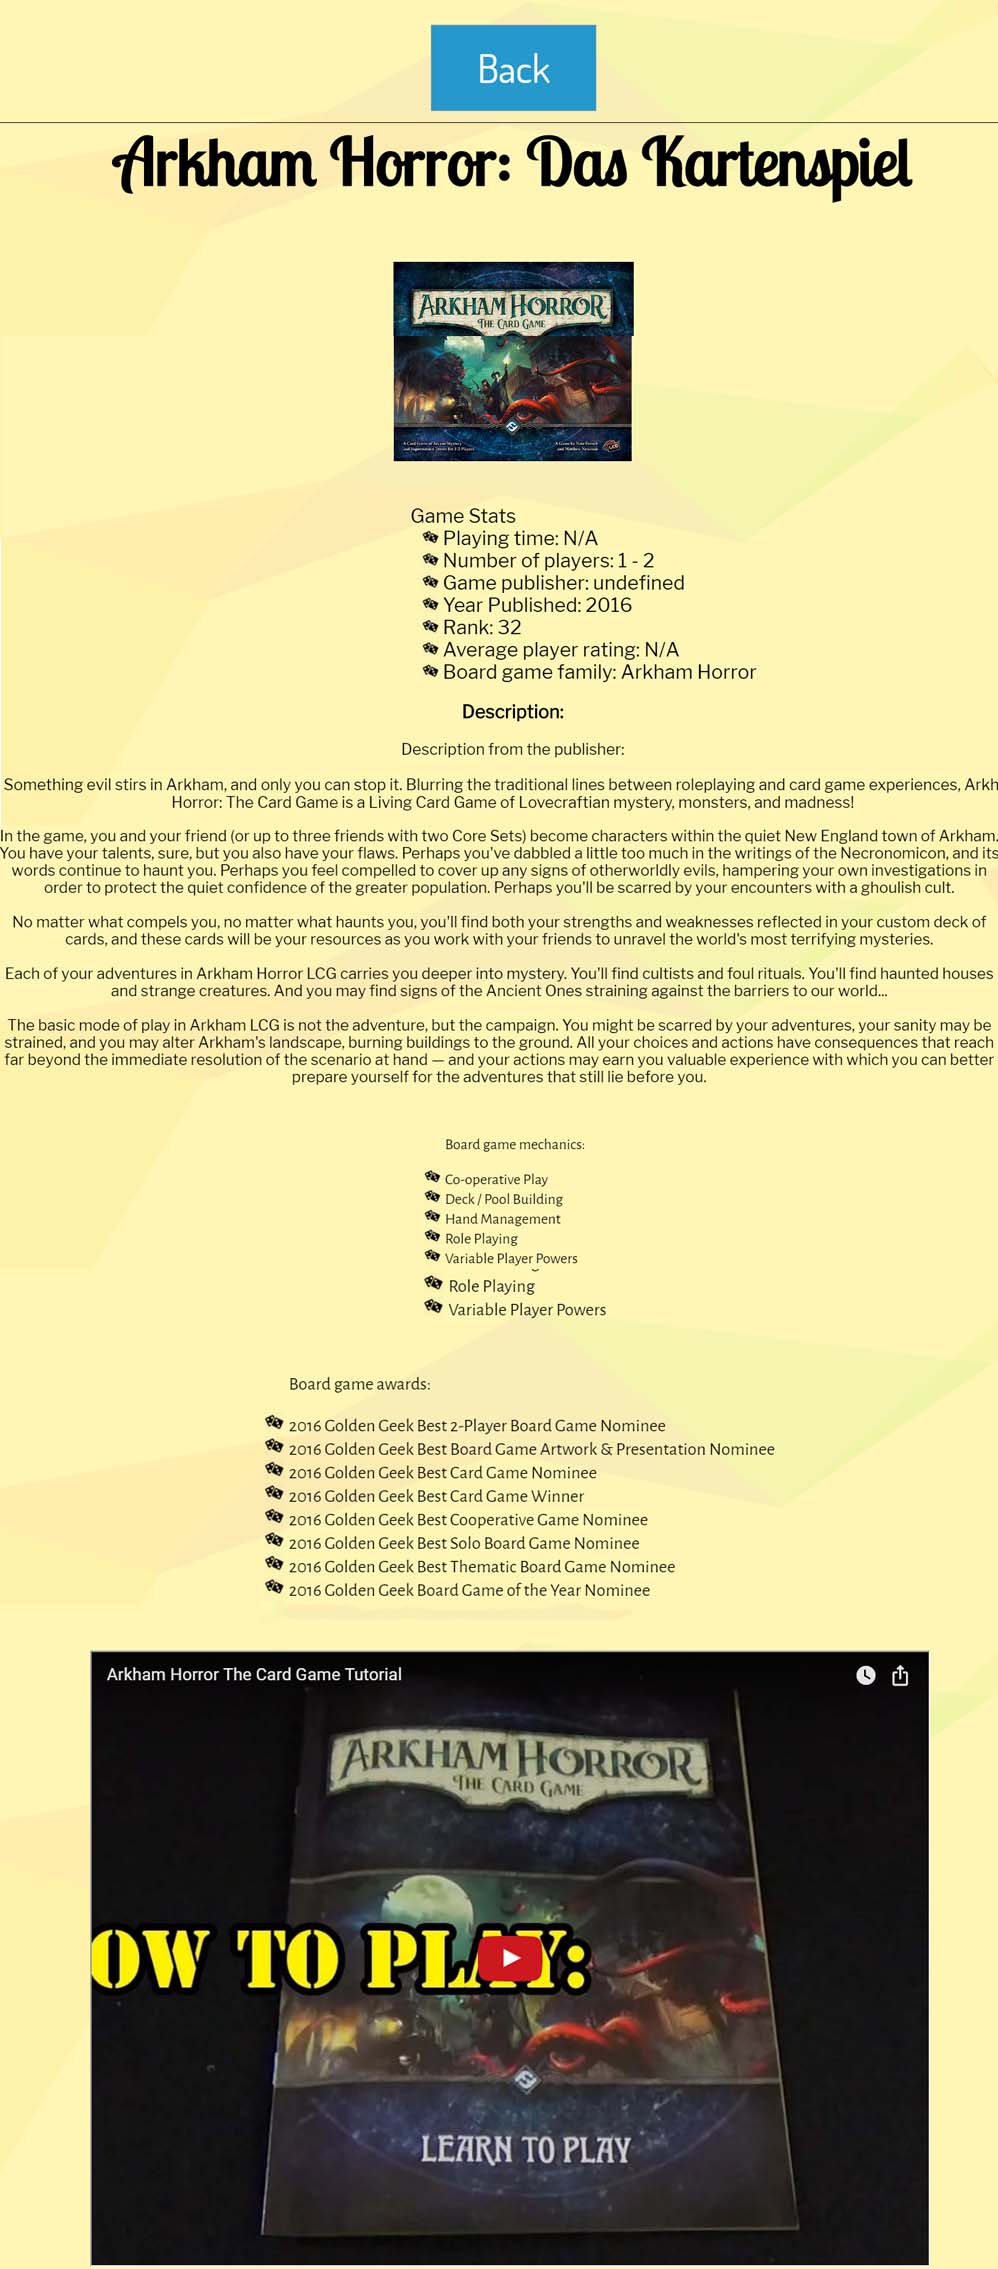 Back
Arkham Horror: Das Kartenspiel
ARKHAM HORROR
THE CARD GAME
A Card Game of Arcane Mystery
and Supernatural Terror for 1-2 Players
A Game by Nate French
and Matthew Newman
Game Stats
Playing time: N/A
Number of players: 1 - 2
Game publisher: undefined
Year Published: 2016
Rank: 32
Average player rating: N/A
Board game family: Arkham Horror
Description:
Description from the publisher:
Something evil stirs in Arkham, and only you can stop it. Blurring the traditional lines between roleplaying and card game experiences, Arkh
Horror: The Card Game is a Living Card Game of Lovecraftian mystery, monsters, and madness!
In the game, you and your friend (or up to three friends with two Core Sets) become characters within the quiet New England town of Arkham.
You have your talents, sure, but you also have your flaws. Perhaps you've dabbled a little too much in the writings of the Necronomicon, and its
words continue to haunt you. Perhaps you feel compelled to cover up any signs of otherworldly evils, hampering your own investigations in
order to protect the quiet confidence of the greater population. Perhaps you'll be scarred by your encounters with a ghoulish cult.
No matter what compels you, no matter what haunts you, you'll find both your strengths and weaknesses reflected in your custom deck of
cards, and these cards will be your resources as you work with your friends to unravel the world's most terrifying mysteries.
Each of your adventures in Arkham Horror LCG carries you deeper into mystery. You'll find cultists and foul rituals. You'll find haunted houses
and strange creatures. And you may find signs of the Ancient Ones straining against the barriers to our world...
The basic mode of play in Arkham LCG is not the adventure, but the campaign. You might be scarred by your adventures, your sanity may be
strained, and you may alter Arkham's landscape, burning buildings to the ground. All your choices and actions have consequences that reach
far beyond the immediate resolution of the scenario at hand — and your actions may earn you valuable experience with which you can better
prepare yourself for the adventures that still lie before you.
Board game mechanics:
Co-operative Play
Deck / Pool Building
Hand Management
Role Playing
Variable Player Powers
Role Playing
Variable Player Powers
Board game awards:
2016 Golden Geek Best 2-Player Board Game Nominee
2016 Golden Geek Best Board Game Artwork & Presentation Nominee
2016 Golden Geek Best Card Game Nominee
2016 Golden Geek Best Card Game Winner
2016 Golden Geek Best Cooperative Game Nominee
2016 Golden Geek Best Solo Board Game Nominee
2016 Golden Geek Best Thematic Board Game Nominee
2016 Golden Geek Board Game of the Year Nominee
Arkham Horror The Card Game Tutorial
ARKHAM HORROR
THE CARD GAME
OW TO PLAY:
LEARN TO PLAY